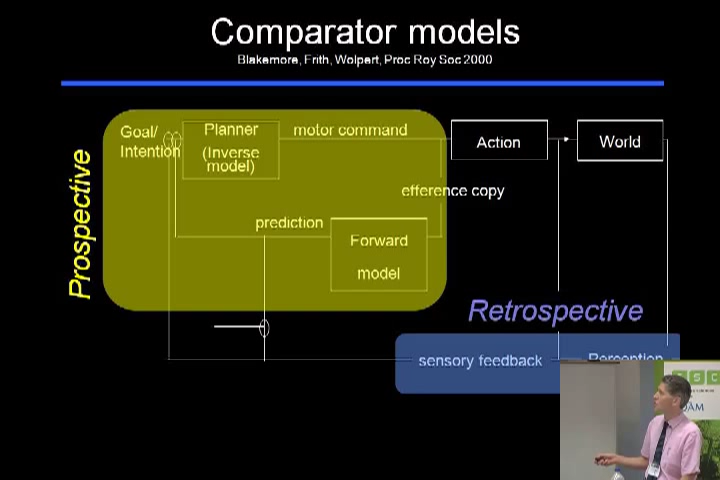 Comparator models
Blakemore, Frith, Wolpert, Proc Roy Soc 2000
Prospective
Goal/
Intention
Planner
(Inverse
model)
motor command
Action
World
efference copy
prediction
Forward
model
Retrospective
sensory feedback
Perception
T S C